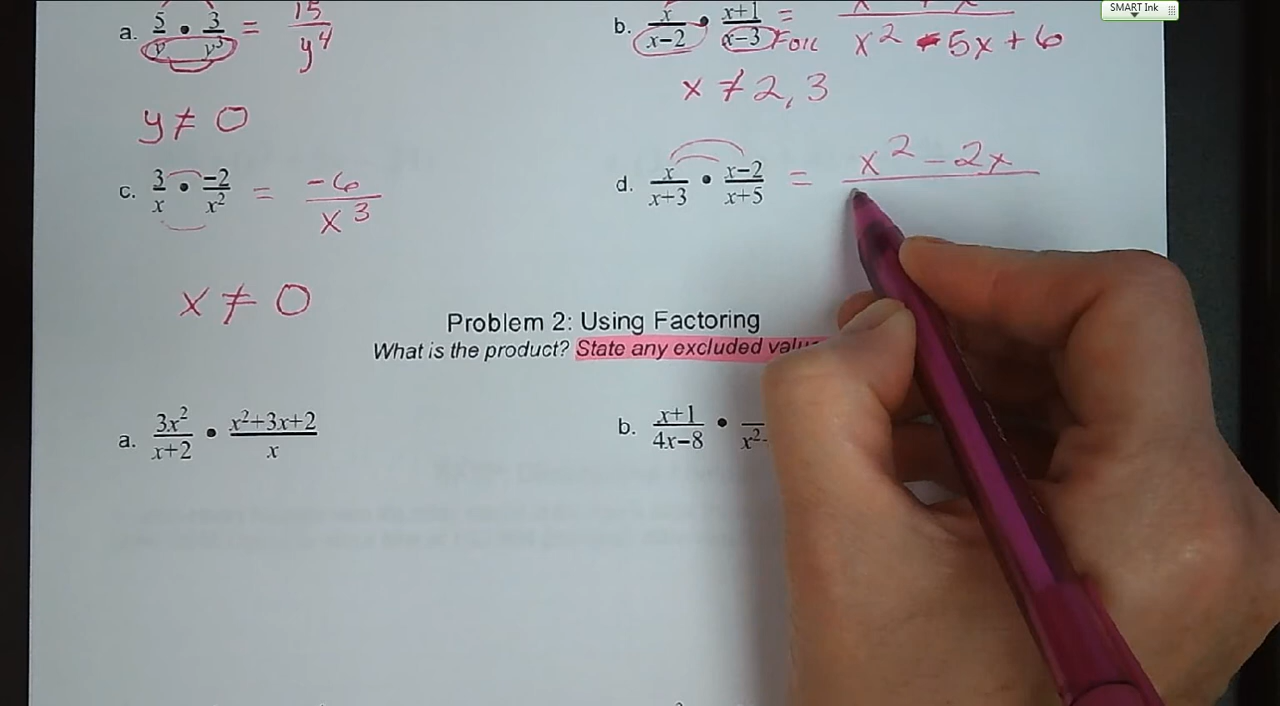 SMART Ink
a. 5/y • 3/y³ = 15/y⁴
b. x/x-2 • x+1/x-3 = FOIL x² - 5x + 6
y ≠ 0
x ≠ 2, 3
c. 3/x • -2/x² = -6/x³
d. x/x+3 • x-2/x+5 = x² - 2x
x ≠ 0
Problem 2: Using Factoring
What is the product? State any excluded
a. 3x²/x+2 • x²+3x+2/x
b. x+1/4x-8 • x²-